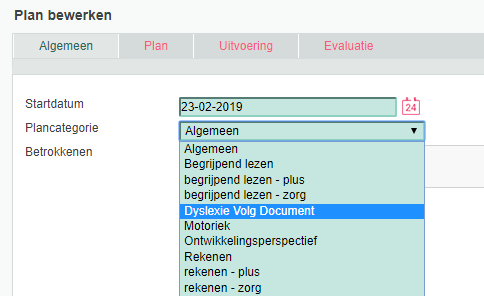 Plan bewerken
Algemeen Plan Uitvoering Evaluatie
Startdatum 23-02-2019 24
Plancategorie Algemeen
Betrokkenen
Algemeen
Begrijpend lezen
begrijpend lezen - plus
begrijpend lezen - zorg
Dyslexie Volg Document
Motoriek
Ontwikkelingsperspectief
Rekenen
rekenen - plus
rekenen - zorg